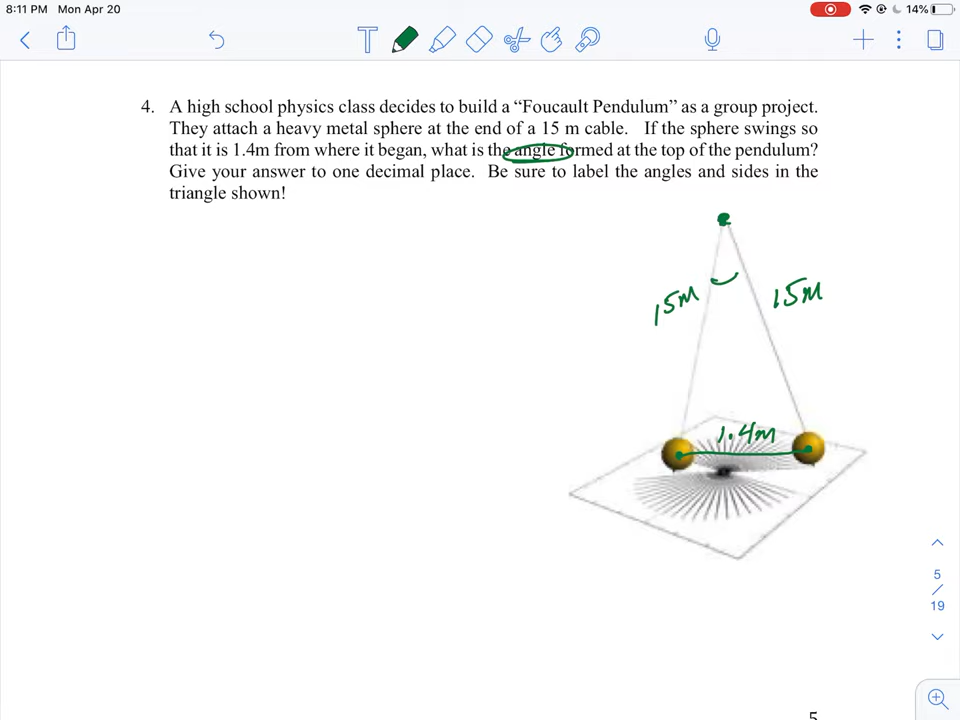 8:11 PM Mon Apr 20
14%
T
4. A high school physics class decides to build a “Foucault Pendulum” as a group project.
They attach a heavy metal sphere at the end of a 15 m cable. If the sphere swings so
that it is 1.4m from where it began, what is the angle formed at the top of the pendulum?
Give your answer to one decimal place. Be sure to label the angles and sides in the
triangle shown!
15m
15m
1.4m
5
/
19
5